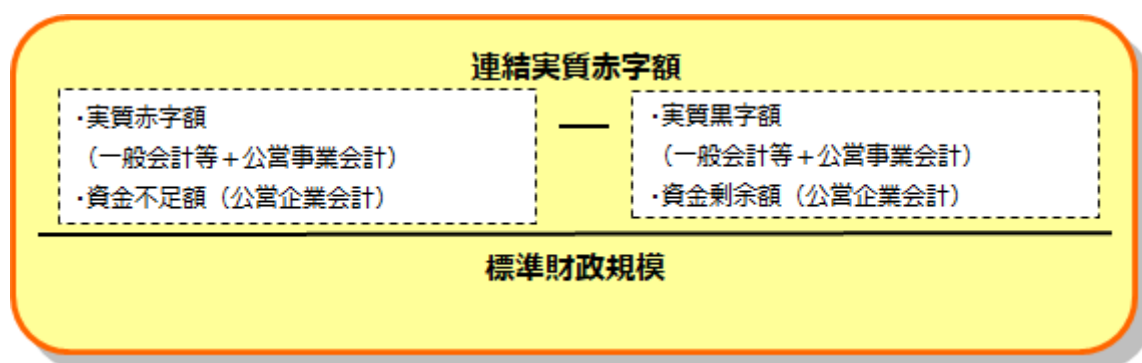 連結実質赤字額
・実質赤字額
（一般会計等＋公営事業会計）
・資金不足額（公営企業会計）
―
・実質黒字額
（一般会計等＋公営事業会計）
・資金剰余額（公営企業会計）
標準財政規模